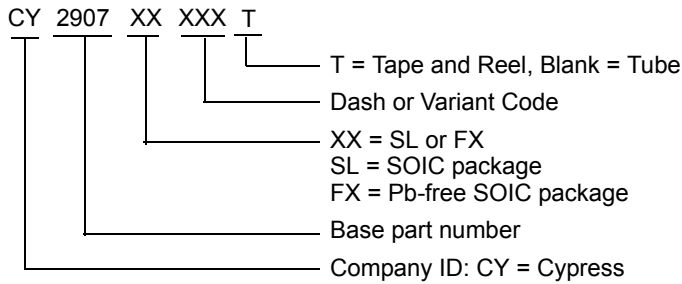 CY 2907 XX XXX T
T = Tape and Reel, Blank = Tube
Dash or Variant Code
XX = SL or FX
SL = SOIC package
FX = Pb-free SOIC package
Base part number
Company ID: CY = Cypress